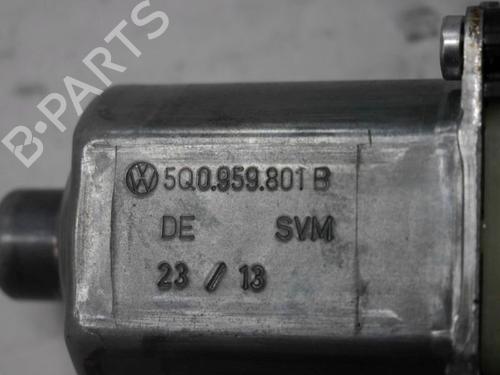 B-PARTS
5Q0.959.801 B
DE SVM
23 / 13